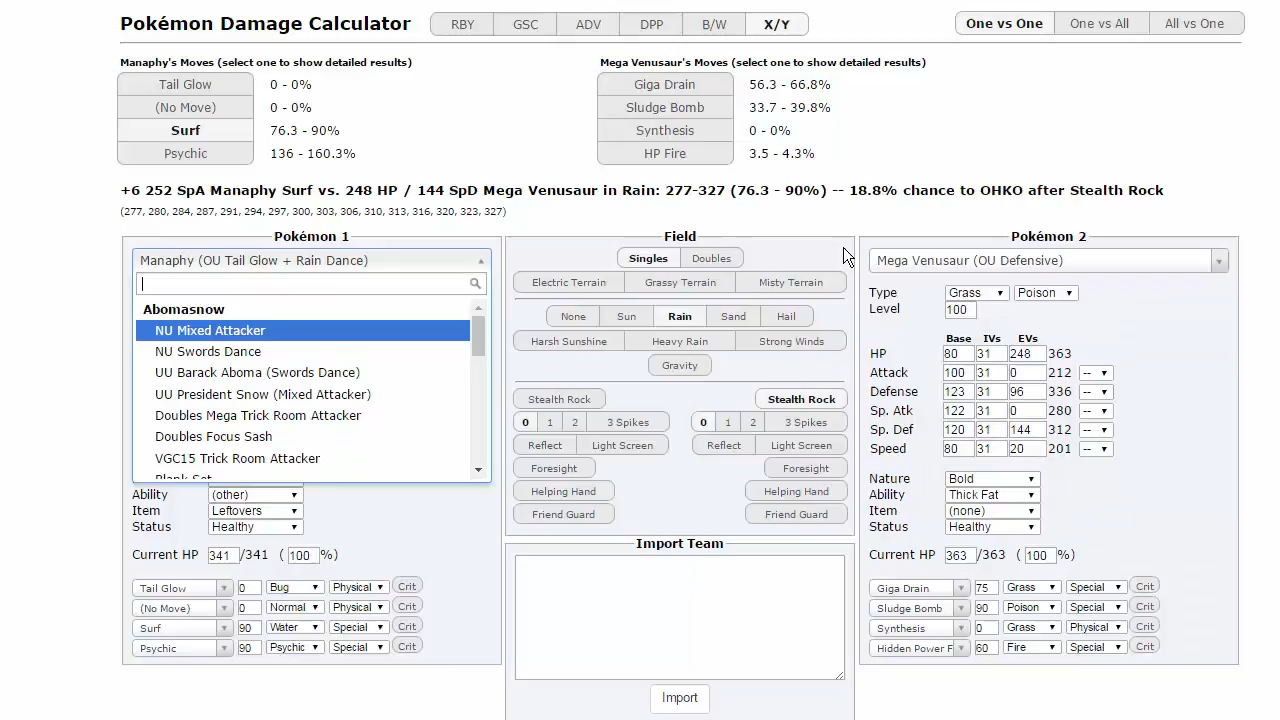 Pokémon Damage Calculator RBY GSC ADV DPP B/W X/Y One vs One One vs All All vs One
Manaphy's Moves (select one to show detailed results) Mega Venusaur's Moves (select one to show detailed results)
Tail Glow 0 - 0% Giga Drain 56.3 - 66.8%
(No Move) 0 - 0% Sludge Bomb 33.7 - 39.8%
Surf 76.3 - 90% Synthesis 0 - 0%
Psychic 136 - 160.3% HP Fire 3.5 - 4.3%
+6 252 SpA Manaphy Surf vs. 248 HP / 144 SpD Mega Venusaur in Rain: 277-327 (76.3 - 90%) -- 18.8% chance to OHKO after Stealth Rock
(277, 280, 284, 287, 291, 294, 297, 300, 303, 306, 310, 313, 316, 320, 323, 327)
Pokémon 1
Manaphy (OU Tail Glow + Rain Dance)
Abomasnow
NU Mixed Attacker
NU Swords Dance
UU Barack Aboma (Swords Dance)
UU President Snow (Mixed Attacker)
Doubles Mega Trick Room Attacker
Doubles Focus Sash
VGC15 Trick Room Attacker
Blank Set
Ability (other)
Item Leftovers
Status Healthy
Current HP 341/341 ( 100 %)
Tail Glow 0 Bug Physical Crit
(No Move) 0 Normal Physical Crit
Surf 90 Water Special Crit
Psychic 90 Psychic Special Crit
Field
Singles Doubles
Electric Terrain Grassy Terrain Misty Terrain
None Sun Rain Sand Hail
Harsh Sunshine Heavy Rain Strong Winds
Gravity
Stealth Rock Stealth Rock
0 1 2 3 Spikes 0 1 2 3 Spikes
Reflect Light Screen Reflect Light Screen
Foresight Foresight
Helping Hand Helping Hand
Friend Guard Friend Guard
Import Team
Import
Pokémon 2
Mega Venusaur (OU Defensive)
Type Grass Poison
Level 100
Base IVs EVs
HP 80 31 248 363
Attack 100 31 0 212 --
Defense 123 31 96 336 --
Sp. Atk 122 31 0 280 --
Sp. Def 120 31 144 312 --
Speed 80 31 20 201 --
Nature Bold
Ability Thick Fat
Item (none)
Status Healthy
Current HP 363/363 ( 100 %)
Giga Drain 75 Grass Special Crit
Sludge Bomb 90 Poison Special Crit
Synthesis 0 Grass Physical Crit
Hidden Power F 60 Fire Special Crit